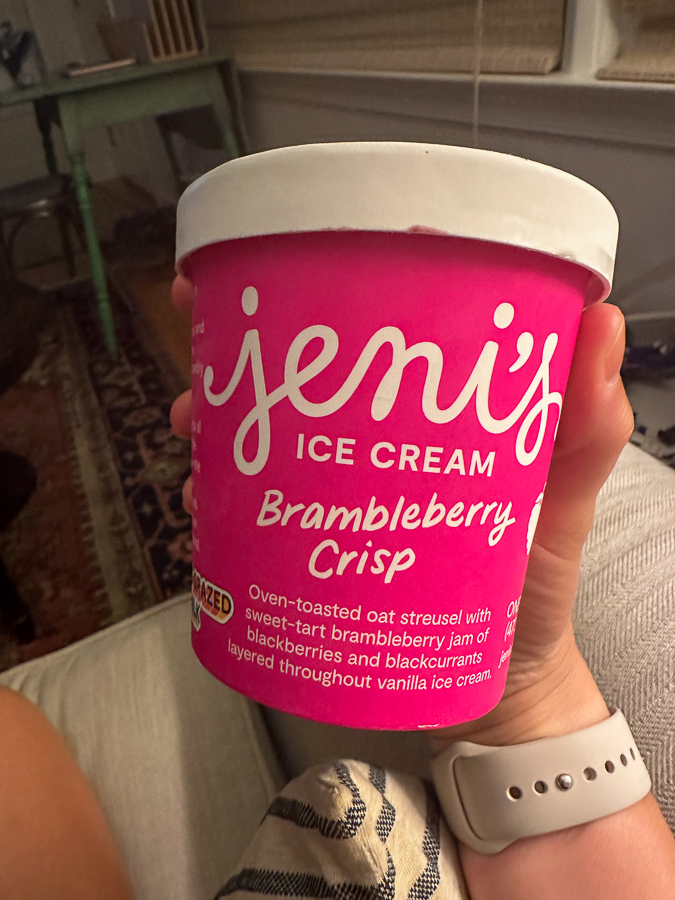 jeni's
ICE CREAM
Brambleberry
Crisp
Oven-toasted oat streusel with
sweet-tart brambleberry jam of
blackberries and blackcurrants
layered throughout vanilla ice cream.